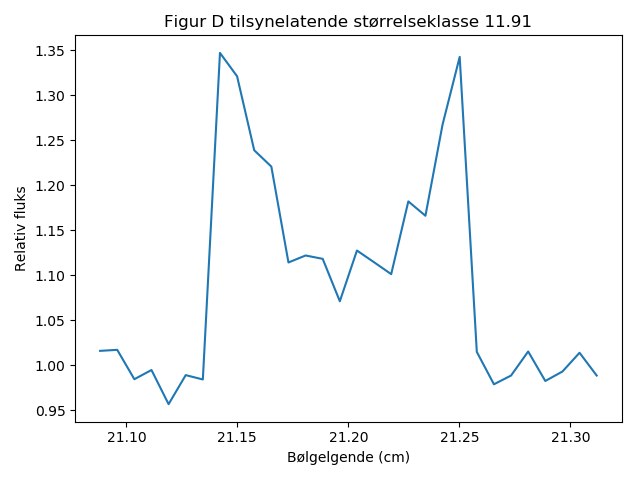 Figur D tilsynelatende størrelseklasse 11.91
1.35
1.30
1.25
1.20
1.15
1.10
1.05
1.00
0.95
Relativ fluks
21.10 21.15 21.20 21.25 21.30
Bølgelgende (cm)